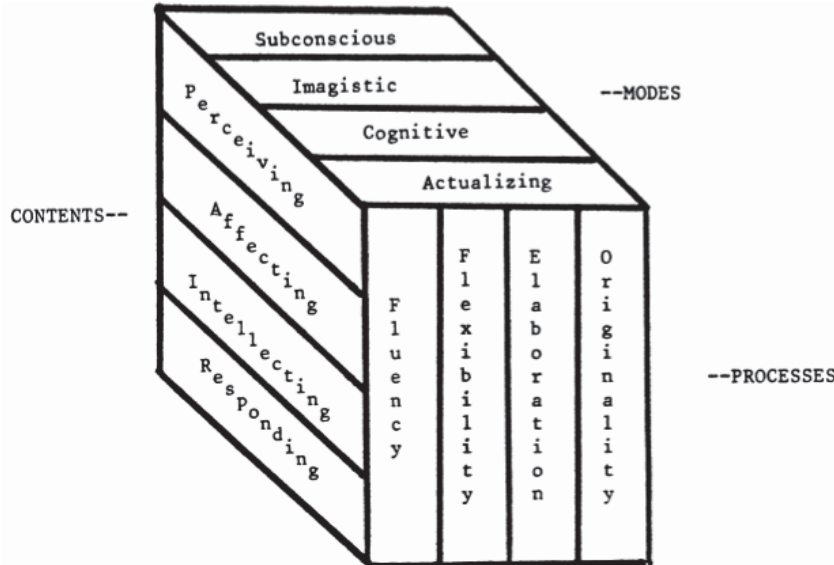 Subconscious
Imagistic
--MODES
Cognitive
Actualizing
CONTENTS--
Perceiving
Affecting
Intellecting
Responding
Fluency
Flexibility
Elaboration
Originality
--PROCESSES